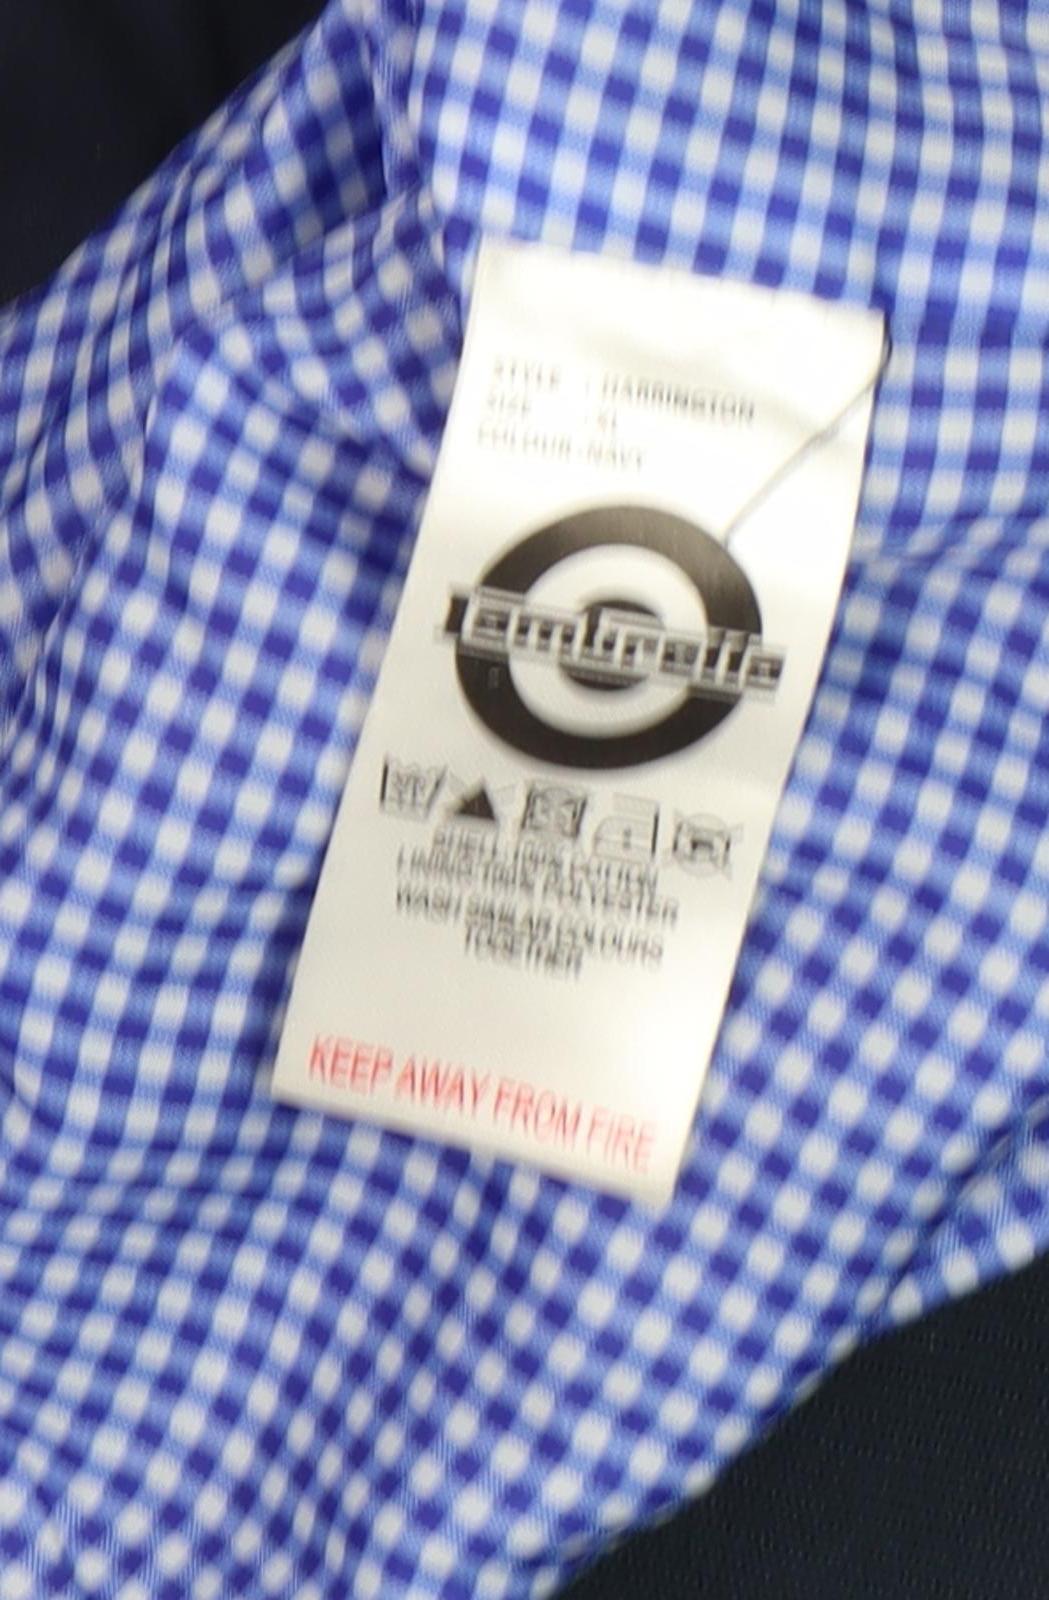 STYLE : HARRINGTON
SIZE : XL
COLOUR : NAVY
Lambretta
SHELL: 100% COTTON
LINING: 100% POLYESTER
WASH SIMILAR COLOURS
TOGETHER
KEEP AWAY FROM FIRE